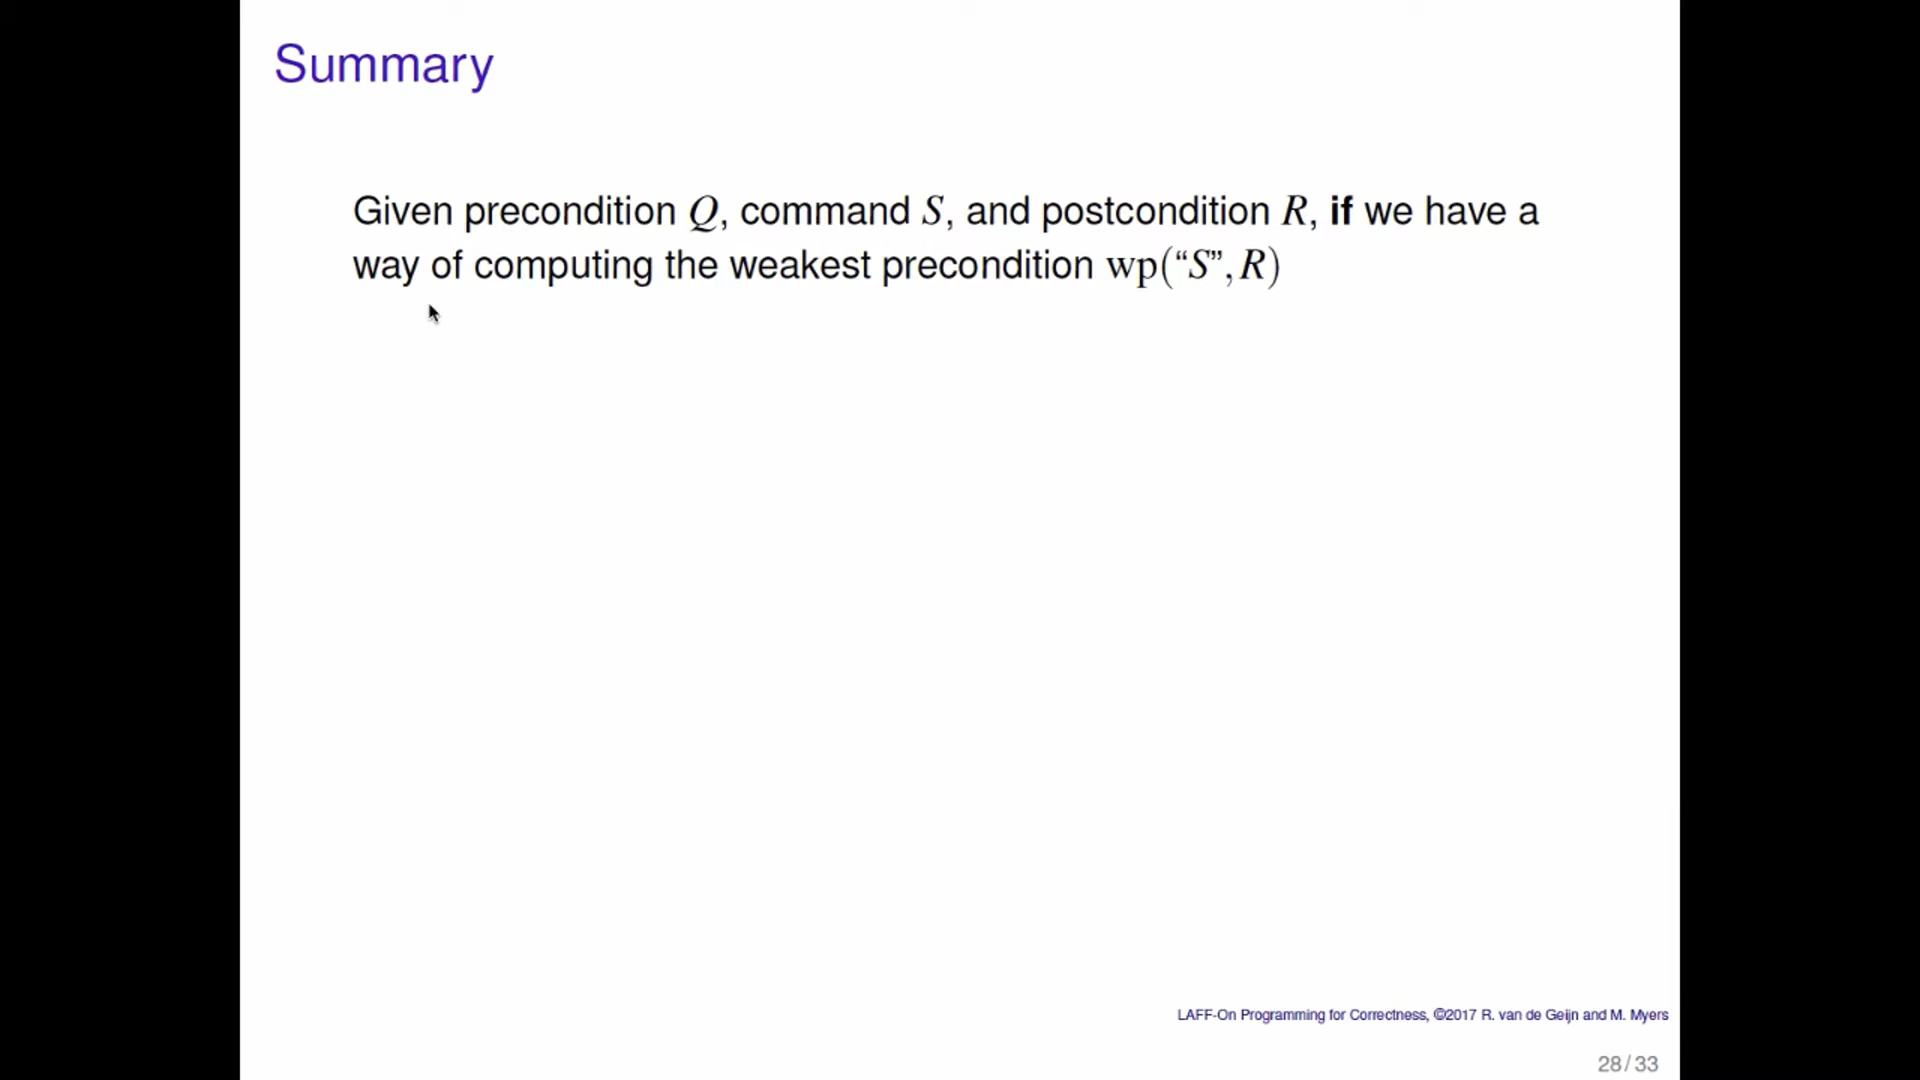 Summary
Given precondition Q, command S, and postcondition R, if we have a
way of computing the weakest precondition wp(“S”, R)
LAFF-On Programming for Correctness, ©2017 R. van de Geijn and M. Myers
28/33